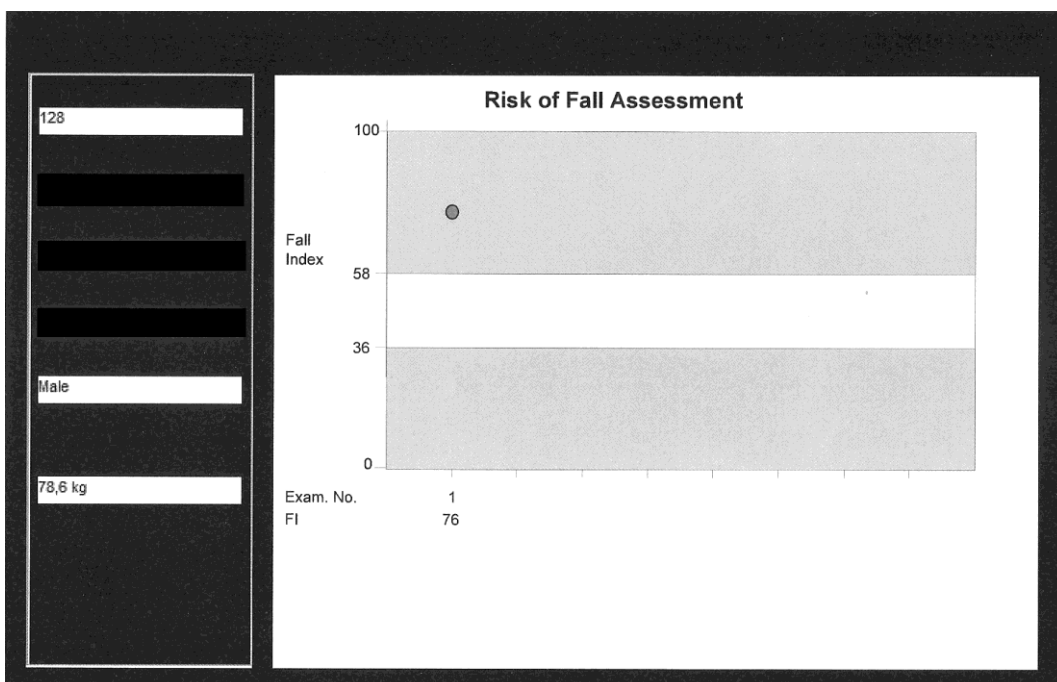 128
Male
78,6 kg
Risk of Fall Assessment
100
Fall
Index
58
36
0
Exam. No. 1
FI 76